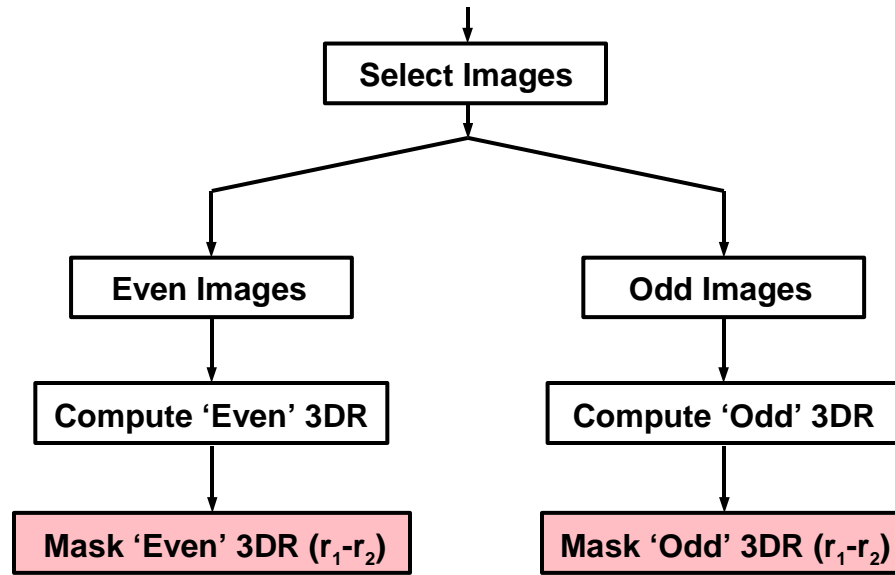 Select Images
Even Images
Odd Images
Compute ‘Even’ 3DR
Compute ‘Odd’ 3DR
Mask ‘Even’ 3DR (r₁-r₂)
Mask ‘Odd’ 3DR (r₁-r₂)